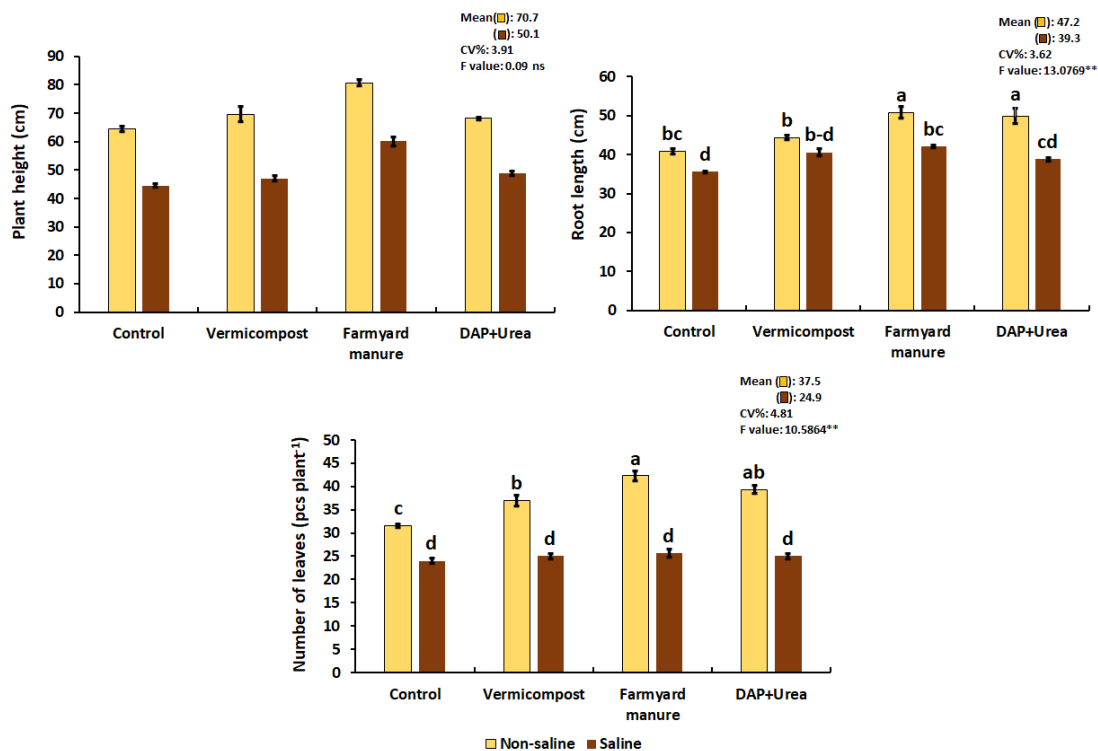 Mean(■): 70.7
(■): 50.1
CV%: 3.91
F value: 0.09 ns
Plant height (cm)
90
80
70
60
50
40
30
20
10
0
Control Vermicompost Farmyard manure DAP+Urea
Mean (■): 47.2
(■): 39.3
CV%: 3.62
F value: 13.0769**
Root length (cm)
60
50
40
30
20
10
0
bc d b b-d a bc a cd
Control Vermicompost Farmyard manure DAP+Urea
Mean (■): 37.5
(■): 24.9
CV%: 4.81
F value: 10.5864**
Number of leaves (pcs plant⁻¹)
50
45
40
35
30
25
20
15
10
5
0
c d b d a d ab d
Control Vermicompost Farmyard manure DAP+Urea
Non-saline Saline